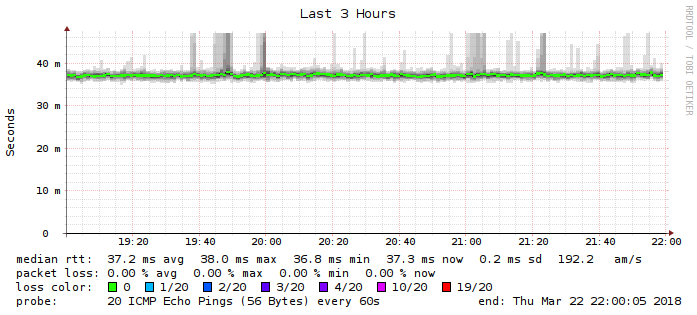 Last 3 Hours
RRDTOOL / TOBI OETIKER
Seconds
40 m
30 m
20 m
10 m
0
19:20 19:40 20:00 20:20 20:40 21:00 21:20 21:40 22:00
median rtt: 37.2 ms avg 38.0 ms max 36.8 ms min 37.3 ms now 0.2 ms sd 192.2 am/s
packet loss: 0.00 % avg 0.00 % max 0.00 % min 0.00 % now
loss color: 0 1/20 2/20 3/20 4/20 10/20 19/20
probe: 20 ICMP Echo Pings (56 Bytes) every 60s end: Thu Mar 22 22:00:05 2018